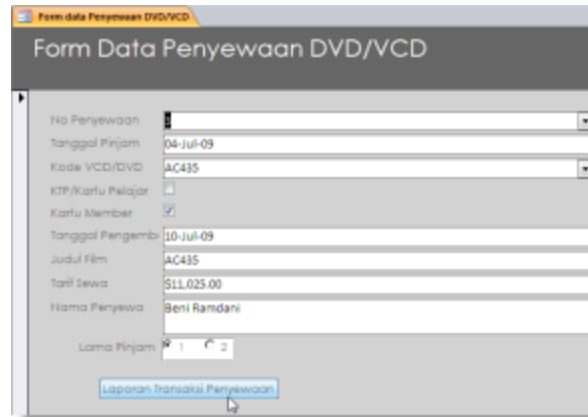 Form data Penyewaan DVD/VCD
Form Data Penyewaan DVD/VCD
No Penyewaan
Tanggal Pinjam 04-Jul-09
Kode VCD/DVD AC435
KTP/Kartu Pelajar
Kartu Member
Tanggal Pengemb 10-Jul-09
Judul Film AC435
Tarif Sewa $11,025.00
Nama Penyewa Beni Ramdani
Lama Pinjam 1 2
Laporan Transaksi Penyewaan